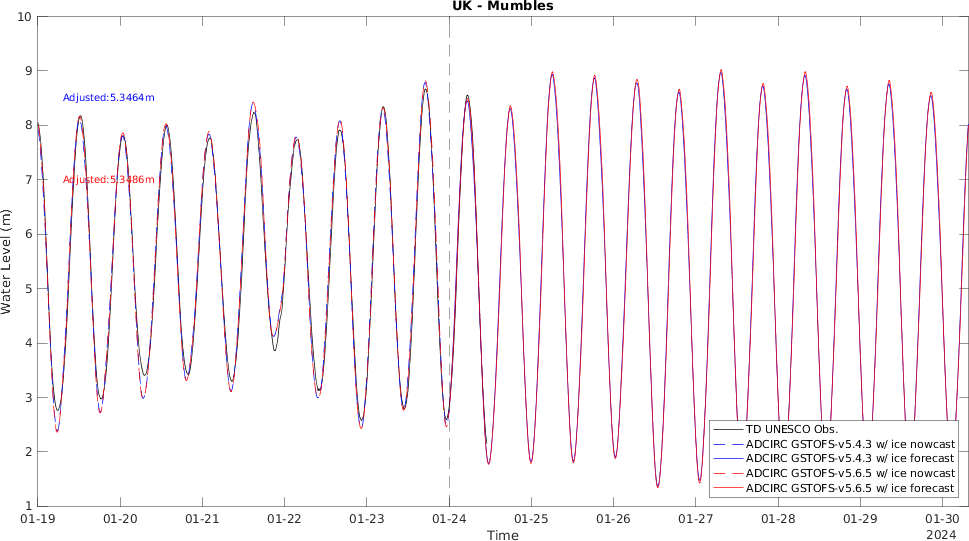 UK - Mumbles
10
9
8
7
6
5
4
3
2
1
Water Level (m)
Adjusted:5.3464m
Adjusted:5.3486m
TD UNESCO Obs.
ADCIRC GSTOFS-v5.4.3 w/ ice nowcast
ADCIRC GSTOFS-v5.4.3 w/ ice forecast
ADCIRC GSTOFS-v5.6.5 w/ ice nowcast
ADCIRC GSTOFS-v5.6.5 w/ ice forecast
01-19 01-20 01-21 01-22 01-23 01-24 01-25 01-26 01-27 01-28 01-29 01-30
2024
Time